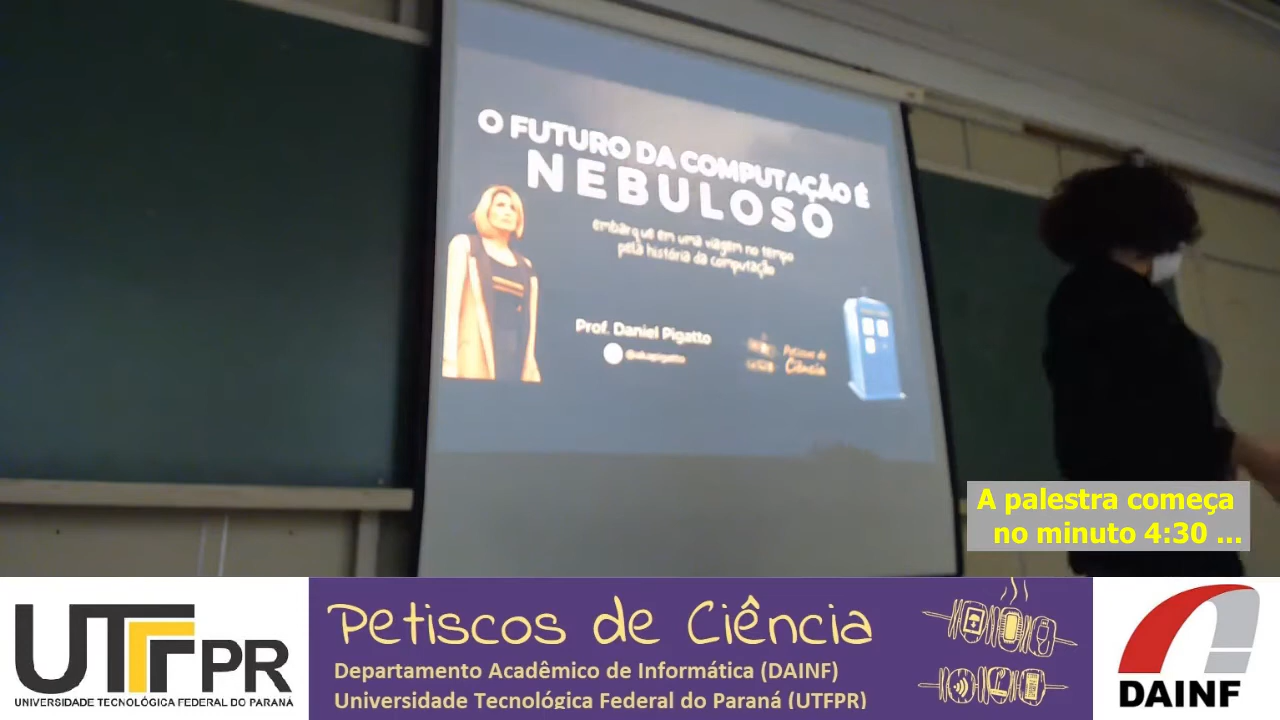 O FUTURO DA COMPUTAÇÃO É
NEBULOSO
embarque em uma viagem no tempo
pela história da computação
Prof. Daniel Pigatto
Petiscos de
Ciência
A palestra começa
no minuto 4:30 ...
UTFPR
UNIVERSIDADE TECNOLÓGICA FEDERAL DO PARANÁ
Petiscos de Ciência
Departamento Acadêmico de Informática (DAINF)
Universidade Tecnológica Federal do Paraná (UTFPR)
DAINF